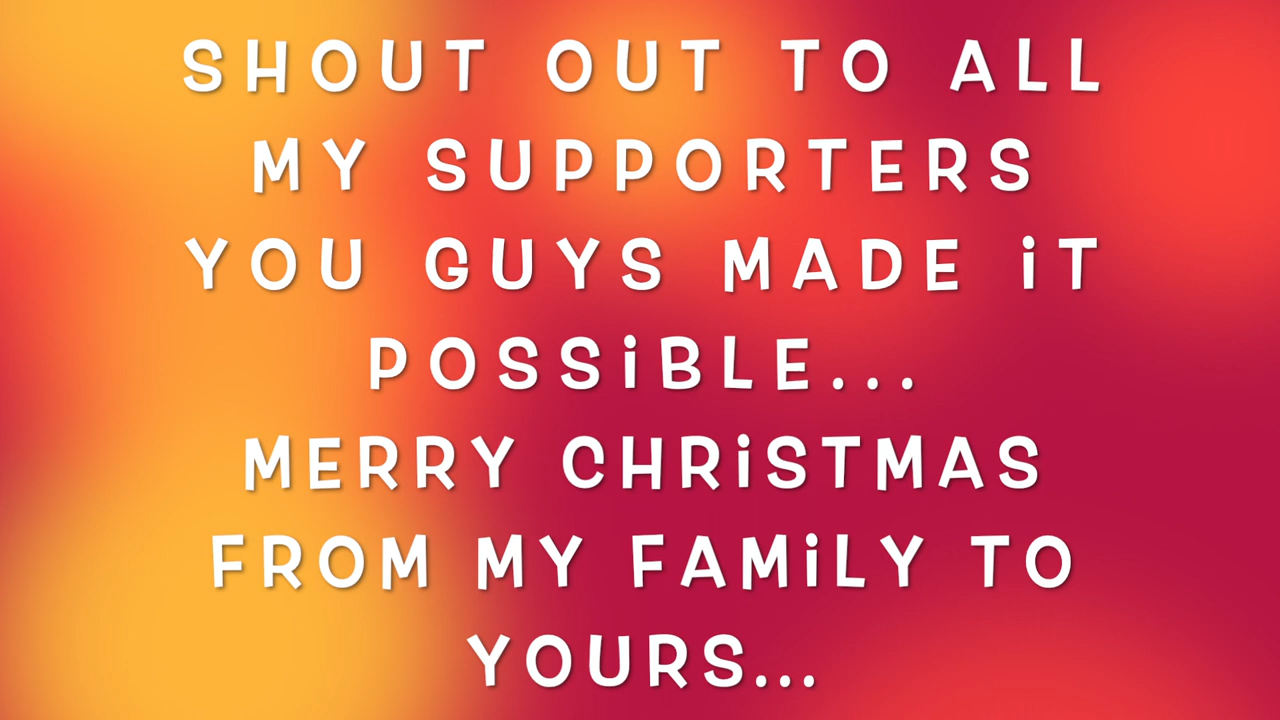 SHOUT OUT TO ALL
MY SUPPORTERS
YOU GUYS MADE iT
POSSiBLE...
MERRY CHRiSTMAS
FROM MY FAMiLY TO
YOURS...